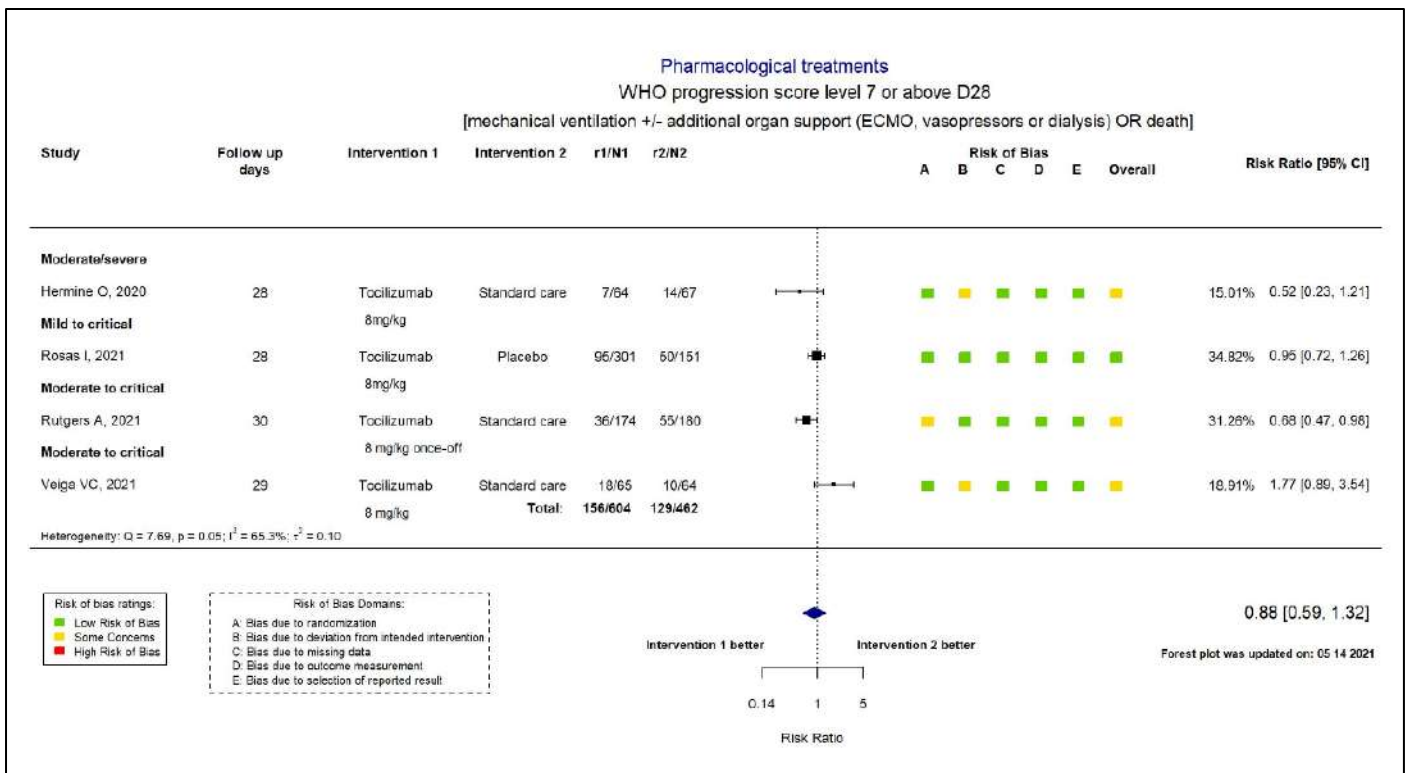 Pharmacological treatments
WHO progression score level 7 or above D28
[mechanical ventilation +/- additional organ support (ECMO, vasopressors or dialysis) OR death]
Study Follow up days Intervention 1 Intervention 2 r1/N1 r2/N2 Risk of Bias Risk Ratio [95% CI]
A B C D E Overall
Moderate/severe
Hermine O, 2020 28 Tocilizumab Standard care 7/64 14/67 15.01% 0.52 [0.23, 1.21]
8mg/kg
Mild to critical
Rosas I, 2021 28 Tocilizumab Placebo 95/301 50/151 34.82% 0.95 [0.72, 1.26]
8mg/kg
Moderate to critical
Rutgers A, 2021 30 Tocilizumab Standard care 36/174 55/180 31.26% 0.68 [0.47, 0.98]
8 mg/kg once-off
Moderate to critical
Veiga VC, 2021 29 Tocilizumab Standard care 18/65 10/64 18.91% 1.77 [0.89, 3.54]
8 mg/kg
Total: 156/604 129/462
Heterogeneity: Q = 7.69, p = 0.05; I² = 65.3%; τ² = 0.10
Risk of bias ratings:
Low Risk of Bias
Some Concerns
High Risk of Bias
Risk of Bias Domains:
A: Bias due to randomization
B: Bias due to deviation from intended intervention
C: Bias due to missing data
D: Bias due to outcome measurement
E: Bias due to selection of reported result
0.88 [0.59, 1.32]
Intervention 1 better Intervention 2 better
Forest plot was updated on: 05 14 2021
0.14 1 5
Risk Ratio